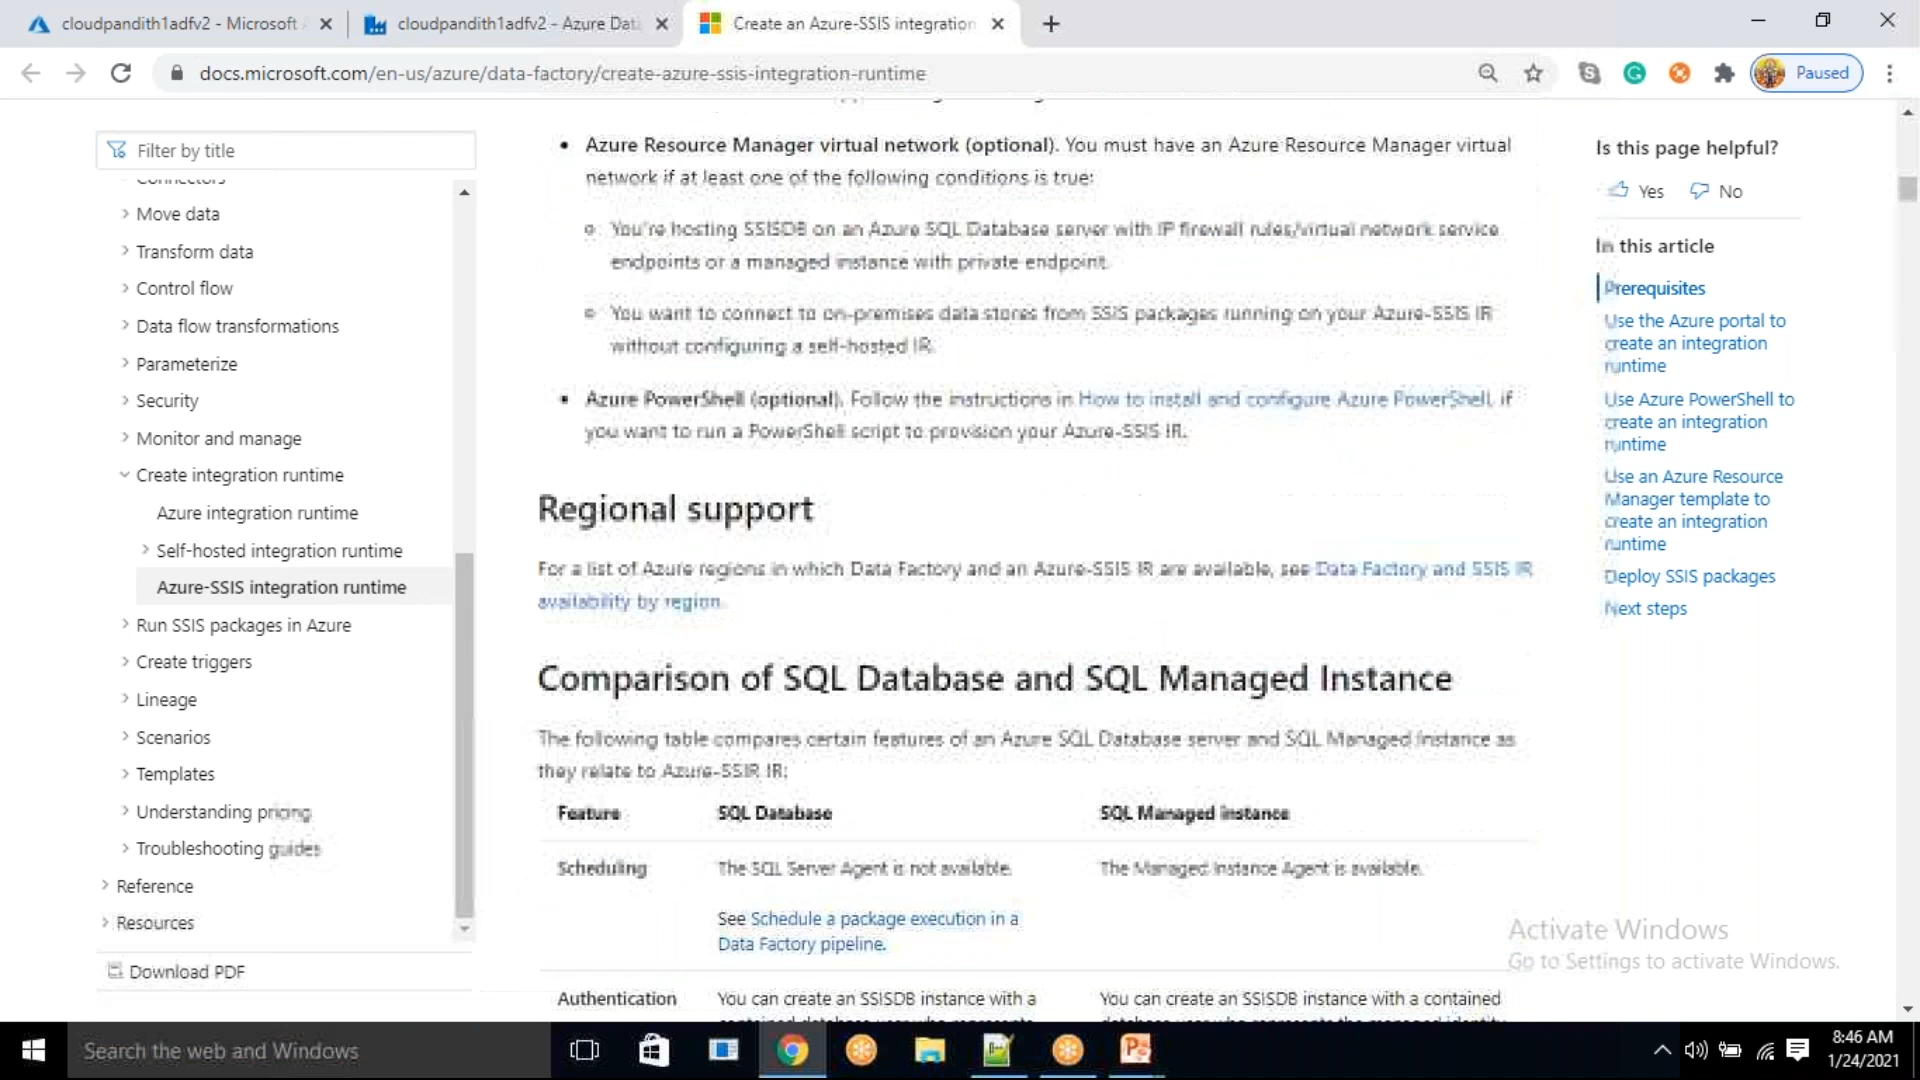 cloudpandith1adfv2 - Microsoft
cloudpandith1adfv2 - Azure Dat
Create an Azure-SSIS integration
docs.microsoft.com/en-us/azure/data-factory/create-azure-ssis-integration-runtime
Paused
Filter by title
Connectors
Move data
Transform data
Control flow
Data flow transformations
Parameterize
Security
Monitor and manage
Create integration runtime
Azure integration runtime
Self-hosted integration runtime
Azure-SSIS integration runtime
Run SSIS packages in Azure
Create triggers
Lineage
Scenarios
Templates
Understanding pricing
Troubleshooting guides
Reference
Resources
Download PDF
• Azure Resource Manager virtual network (optional). You must have an Azure Resource Manager virtual
network if at least one of the following conditions is true:
You're hosting SSISDB on an Azure SQL Database server with IP firewall rules/virtual network service
endpoints or a managed instance with private endpoint.
You want to connect to on-premises data stores from SSIS packages running on your Azure-SSIS IR
without configuring a self-hosted IR.
• Azure PowerShell (optional). Follow the instructions in How to install and configure Azure PowerShell, if
you want to run a PowerShell script to provision your Azure-SSIS IR.
Regional support
For a list of Azure regions in which Data Factory and an Azure-SSIS IR are available, see Data Factory and SSIS IR
availability by region.
Comparison of SQL Database and SQL Managed Instance
The following table compares certain features of an Azure SQL Database server and SQL Managed Instance as
they relate to Azure-SSIR IR:
Feature SQL Database SQL Managed instance
Scheduling The SQL Server Agent is not available. The Managed Instance Agent is available.
See Schedule a package execution in a
Data Factory pipeline.
Authentication You can create an SSISDB instance with a You can create an SSISDB instance with a contained
Is this page helpful?
Yes No
In this article
Prerequisites
Use the Azure portal to
create an integration
runtime
Use Azure PowerShell to
create an integration
runtime
Use an Azure Resource
Manager template to
create an integration
runtime
Deploy SSIS packages
Next steps
Activate Windows
Go to Settings to activate Windows.
Search the web and Windows
8:46 AM
1/24/2021